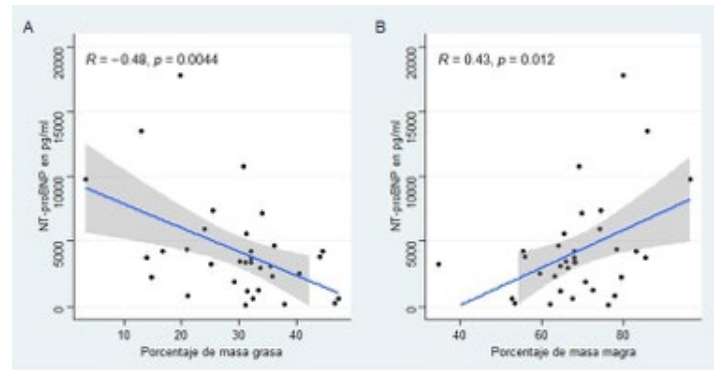 A
R = −0.48, p = 0.0044
NT-proBNP en pg/ml
20000
15000
10000
5000
0
10 20 30 40
Porcentaje de masa grasa
B
R = 0.43, p = 0.012
NT-proBNP en pg/ml
20000
15000
10000
5000
0
40 60 80
Porcentaje de masa magra